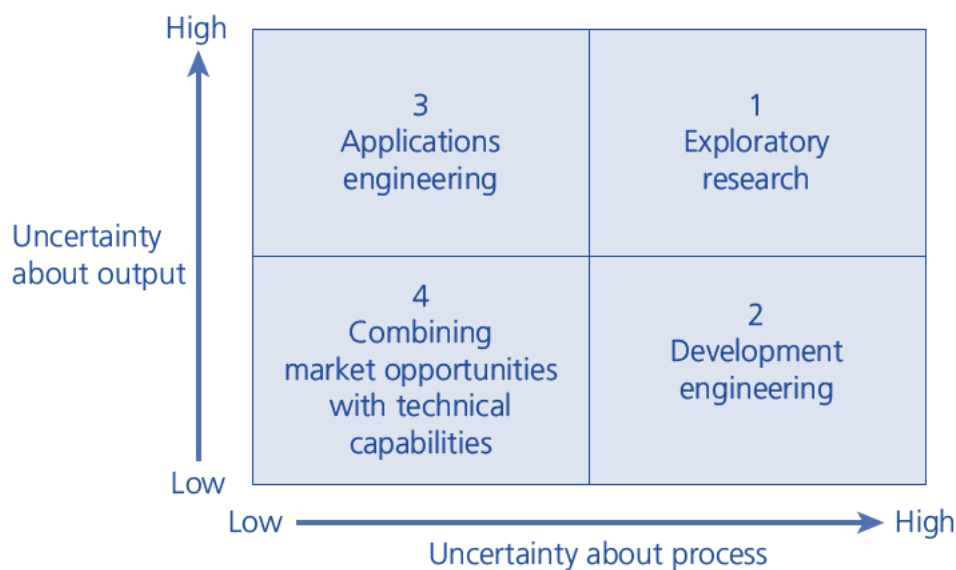 High
3
Applications
engineering
1
Exploratory
research
Uncertainty
about output
4
Combining
market opportunities
with technical
capabilities
2
Development
engineering
Low
Low
High
Uncertainty about process